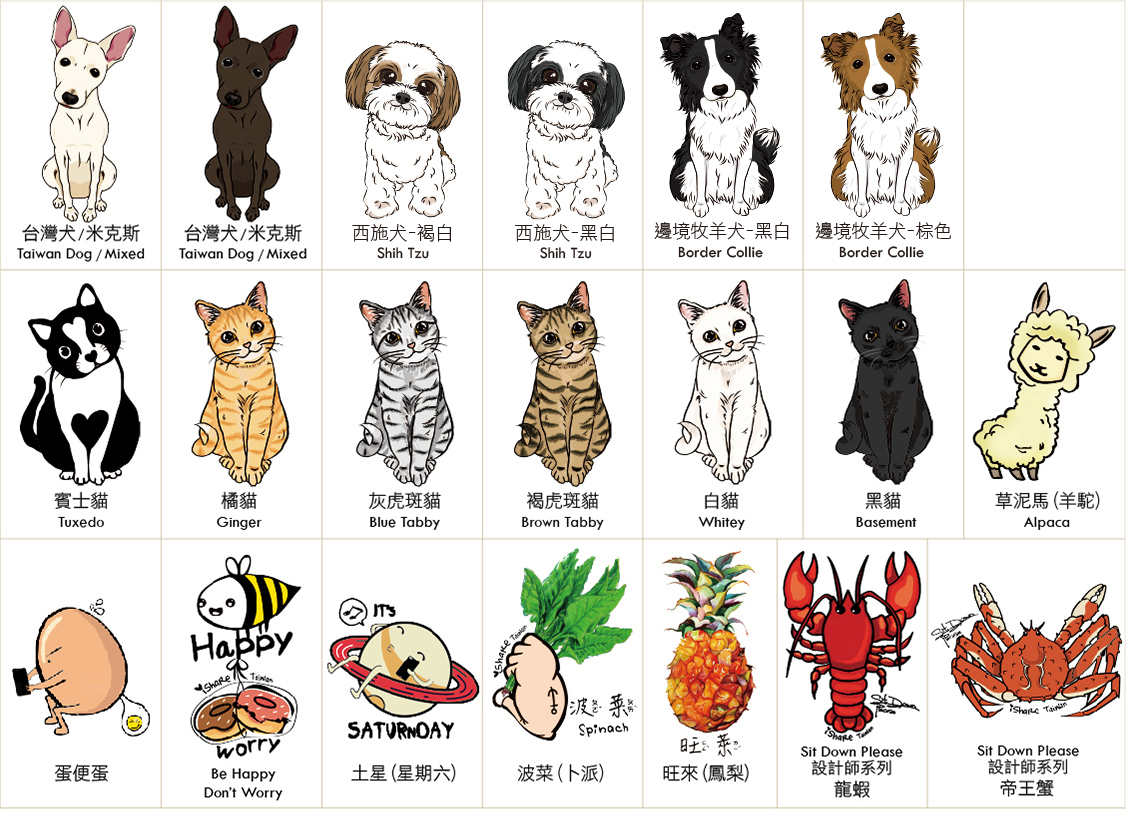 台灣犬/米克斯
Taiwan Dog / Mixed
台灣犬/米克斯
Taiwan Dog / Mixed
西施犬-褐白
Shih Tzu
西施犬-黑白
Shih Tzu
邊境牧羊犬-黑白
Border Collie
邊境牧羊犬-棕色
Border Collie
賓士貓
Tuxedo
橘貓
Ginger
灰虎斑貓
Blue Tabby
褐虎斑貓
Brown Tabby
白貓
Whitey
黑貓
Basement
草泥馬 (羊駝)
Alpaca
蛋便蛋
Happy
iShare Taiwan
worry
Be Happy
Don't Worry
IT's
SATURNDAY
土星 (星期六)
iShare Taiwan
波 菜
Spinach
波菜 (卜派)
旺 萊
旺來 (鳳梨)
Sit Down Please
iShare Taiwan
Sit Down Please
設計師系列
龍蝦
Sit Down Please
iShare Taiwan
Sit Down Please
設計師系列
帝王蟹